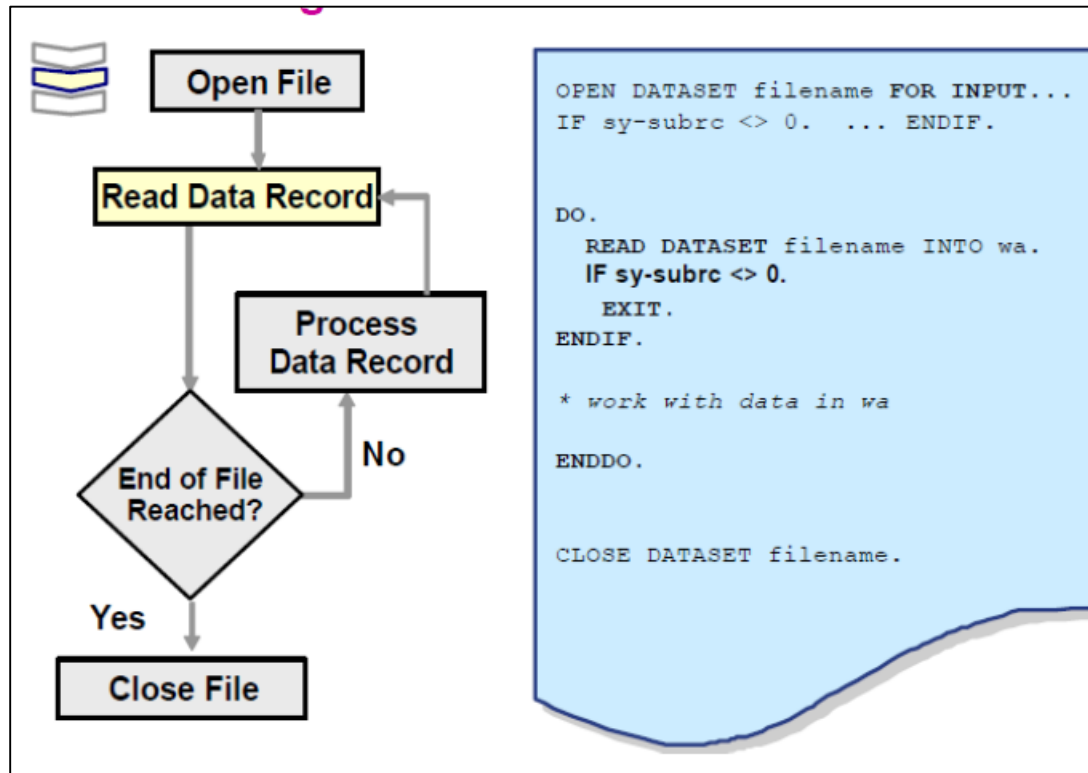 Open File
Read Data Record
Process
Data Record
No
End of File
Reached?
Yes
Close File
OPEN DATASET filename FOR INPUT...
IF sy-subrc <> 0.  ... ENDIF.
DO.
READ DATASET filename INTO wa.
IF sy-subrc <> 0.
EXIT.
ENDIF.
* work with data in wa
ENDDO.
CLOSE DATASET filename.